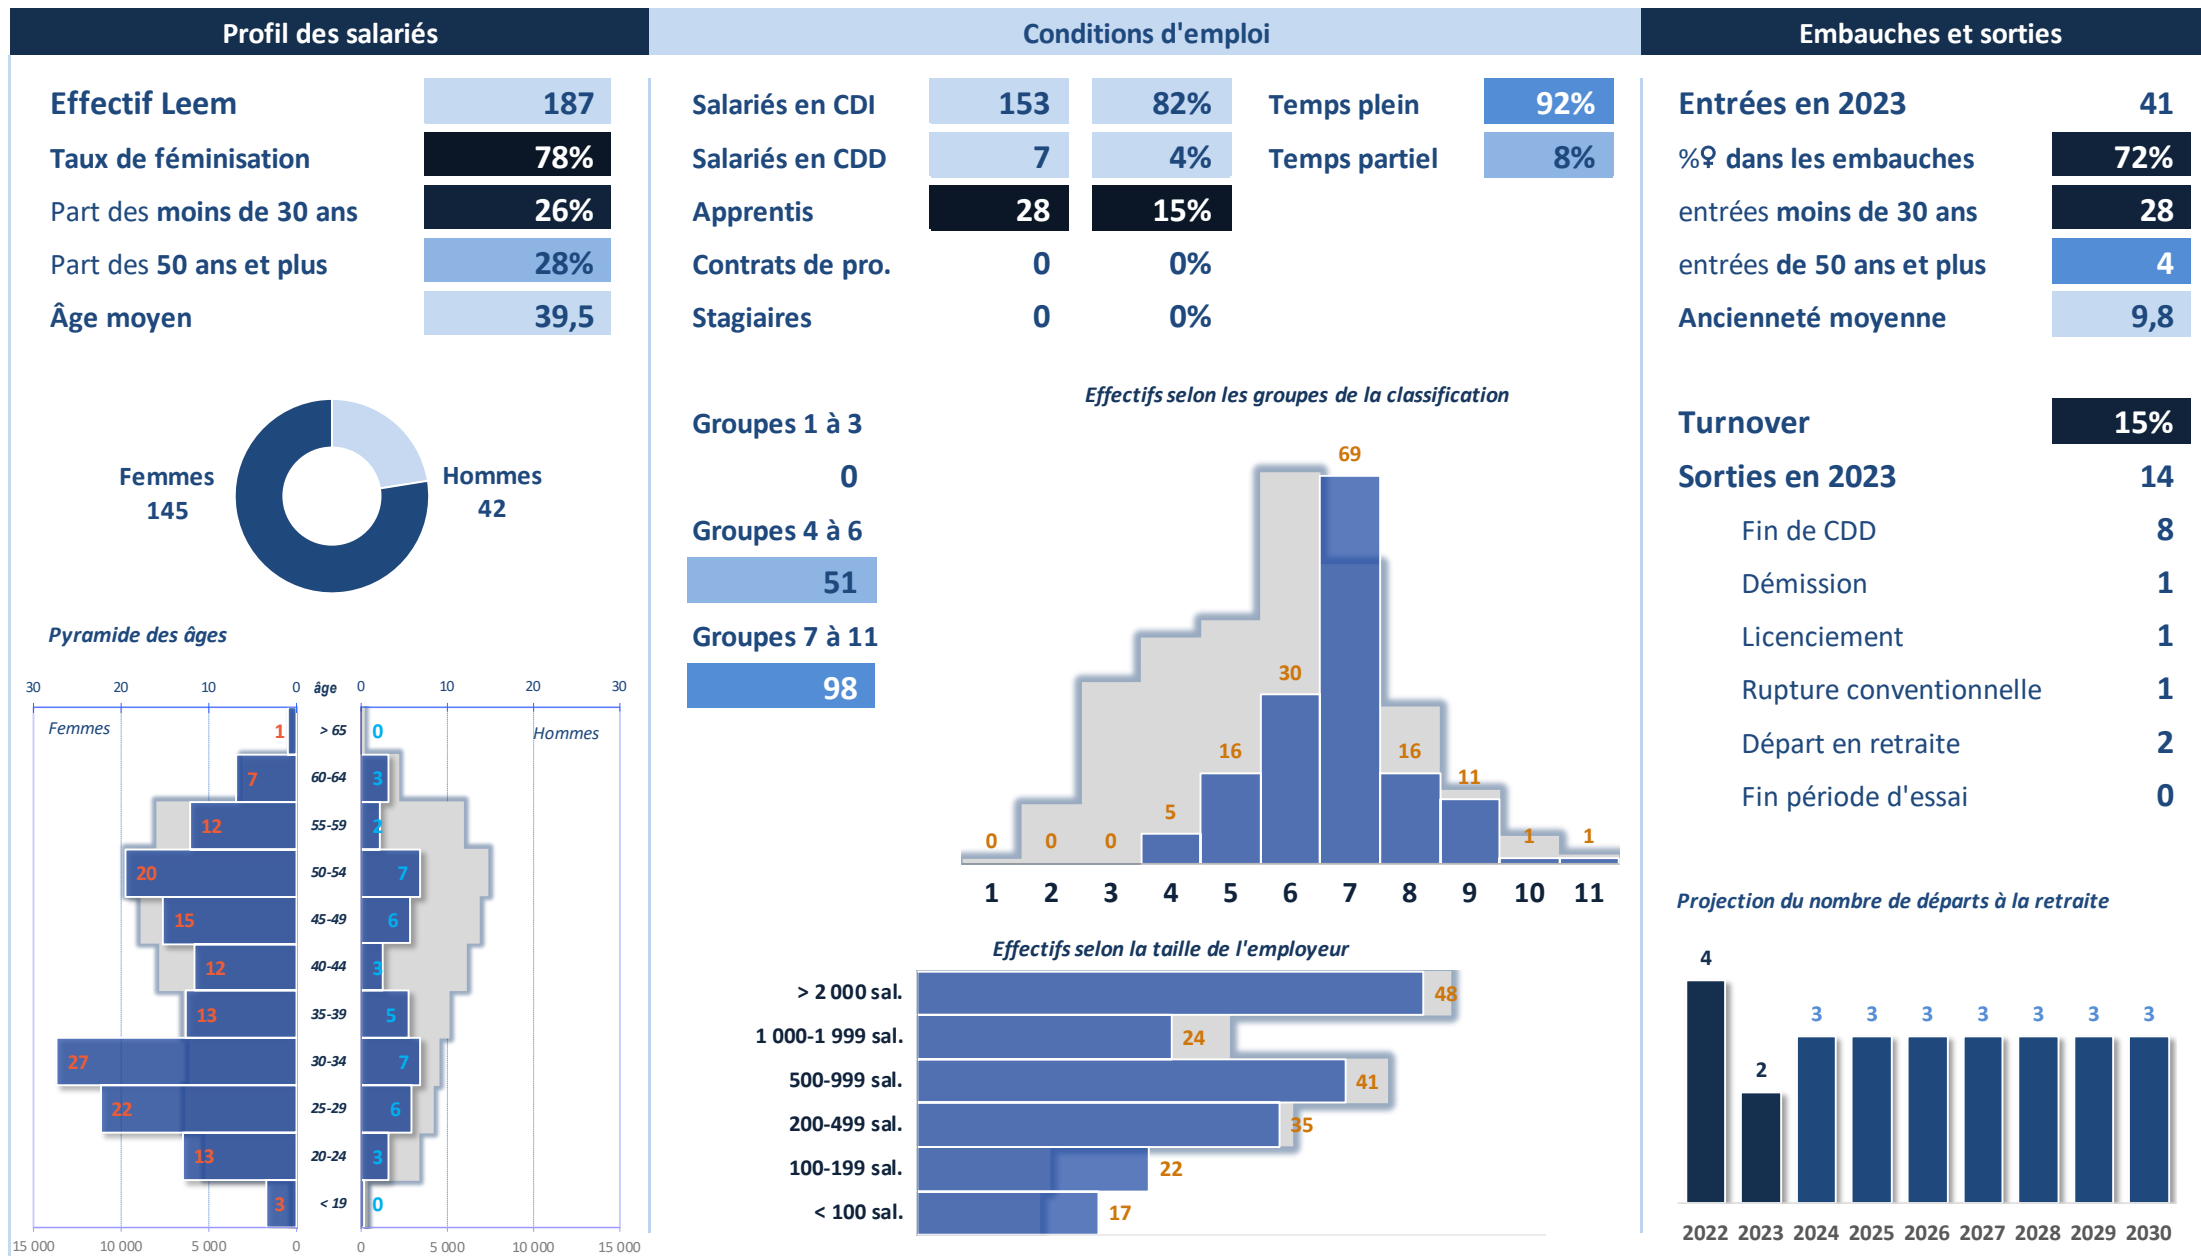 Profil des salariés
Effectif Leem 187
Taux de féminisation 78%
Part des moins de 30 ans 26%
Part des 50 ans et plus 28%
Âge moyen 39,5
Femmes
145
Hommes
42
Pyramide des âges
30 20 10 0 âge 0 10 20 30
Femmes Hommes
1 > 65 0
7 60-64 3
12 55-59 2
20 50-54 7
15 45-49 6
12 40-44 3
13 35-39 5
27 30-34 7
22 25-29 6
13 20-24 3
3 < 19 0
15 000 10 000 5 000 0 0 5 000 10 000 15 000
Conditions d'emploi
Salariés en CDI 153 82% Temps plein 92%
Salariés en CDD 7 4% Temps partiel 8%
Apprentis 28 15%
Contrats de pro. 0 0%
Stagiaires 0 0%
Groupes 1 à 3
0
Groupes 4 à 6
51
Groupes 7 à 11
98
Effectifs selon les groupes de la classification
0 0 0 5 16 30 69 16 11 1 1
1 2 3 4 5 6 7 8 9 10 11
Effectifs selon la taille de l'employeur
> 2 000 sal. 48
1 000-1 999 sal. 24
500-999 sal. 41
200-499 sal. 35
100-199 sal. 22
< 100 sal. 17
Embauches et sorties
Entrées en 2023 41
%♀ dans les embauches 72%
entrées moins de 30 ans 28
entrées de 50 ans et plus 4
Ancienneté moyenne 9,8
Turnover 15%
Sorties en 2023 14
Fin de CDD 8
Démission 1
Licenciement 1
Rupture conventionnelle 1
Départ en retraite 2
Fin période d'essai 0
Projection du nombre de départs à la retraite
4 2 3 3 3 3 3 3 3
2022 2023 2024 2025 2026 2027 2028 2029 2030